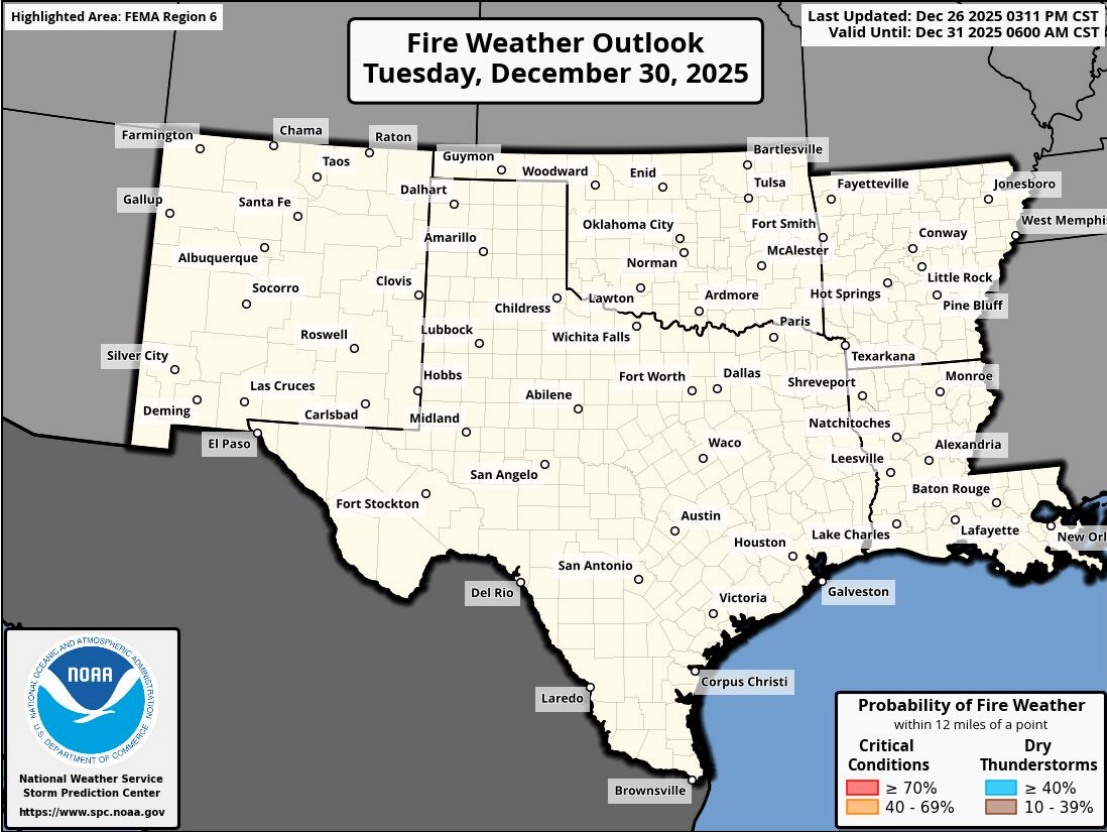 Highlighted Area: FEMA Region 6
Fire Weather Outlook
Tuesday, December 30, 2025
Last Updated: Dec 26 2025 0311 PM CST
Valid Until: Dec 31 2025 0600 AM CST
Farmington
Chama
Raton
Taos
Guymon
Woodward
Enid
Bartlesville
Tulsa
Fayetteville
Jonesboro
Gallup
Santa Fe
Dalhart
Oklahoma City
Fort Smith
West Memphis
Albuquerque
Amarillo
Norman
McAlester
Conway
Socorro
Clovis
Childress
Lawton
Ardmore
Hot Springs
Little Rock
Pine Bluff
Roswell
Lubbock
Wichita Falls
Paris
Silver City
Texarkana
Las Cruces
Hobbs
Fort Worth
Dallas
Shreveport
Monroe
Deming
Carlsbad
Midland
Abilene
Natchitoches
El Paso
Waco
Leesville
Alexandria
San Angelo
Fort Stockton
Baton Rouge
Austin
Houston
Lake Charles
Lafayette
New Orl
San Antonio
Del Rio
Victoria
Galveston
Laredo
Corpus Christi
Brownsville
NATIONAL OCEANIC AND ATMOSPHERIC ADMINISTRATION
NOAA
U.S. DEPARTMENT OF COMMERCE
National Weather Service
Storm Prediction Center
https://www.spc.noaa.gov
Probability of Fire Weather
within 12 miles of a point
Critical Conditions
≥ 70%
40 - 69%
Dry Thunderstorms
≥ 40%
10 - 39%